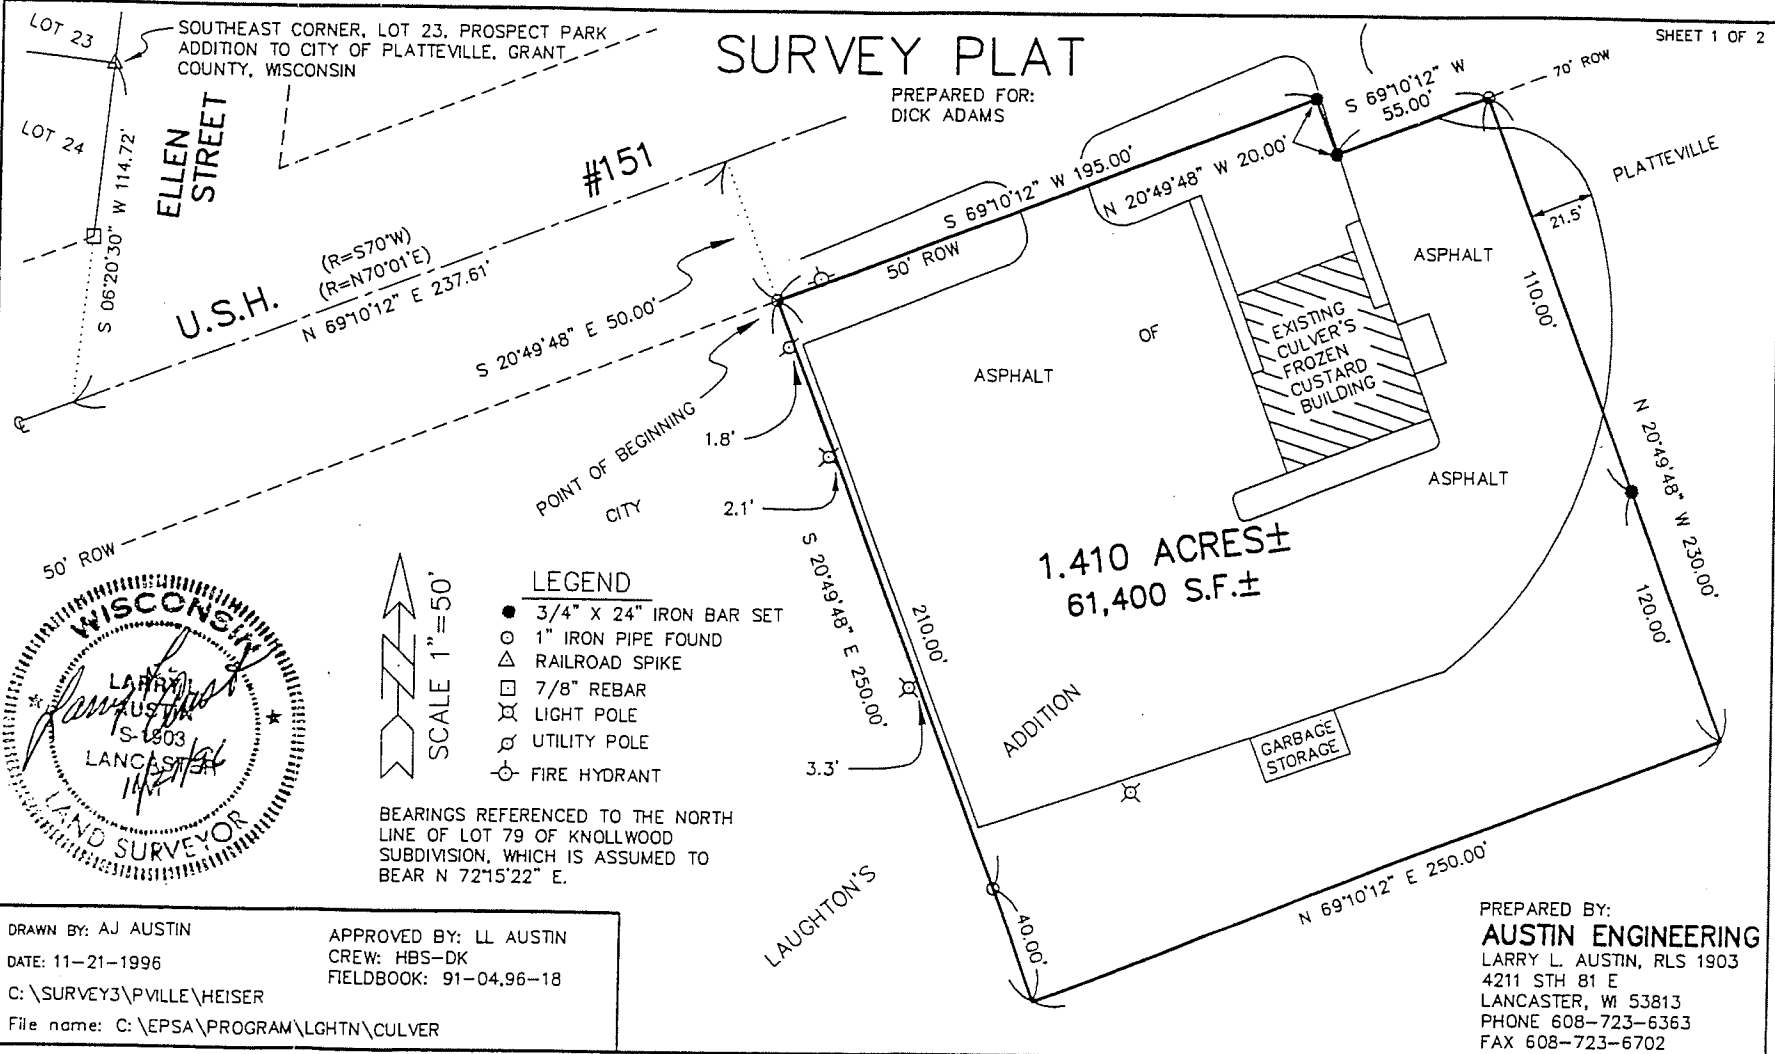 LOT 23
SOUTHEAST CORNER, LOT 23, PROSPECT PARK
ADDITION TO CITY OF PLATTEVILLE, GRANT
COUNTY, WISCONSIN
SURVEY PLAT
PREPARED FOR:
DICK ADAMS
SHEET 1 OF 2
LOT 24
ELLEN
STREET
S 06°20'30" W 114.72'
#151
U.S.H.
(R=S70°W)
(R=N70°01'E)
N 69°10'12" E 237.61'
S 20°49'48" E 50.00'
S 69°10'12" W 195.00'
50' ROW
N 20°49'48" W 20.00'
S 69°10'12" W
55.00'
70' ROW
PLATTEVILLE
21.5'
ASPHALT
110.00'
OF
EXISTING
CULVER'S
FROZEN
CUSTARD
BUILDING
ASPHALT
POINT OF BEGINNING
CITY
1.8'
2.1'
ASPHALT
N 20°49'48" W 230.00'
50' ROW
1.410 ACRES±
61,400 S.F.±
S 20°49'48" E 250.00'
210.00'
120.00'
3.3'
ADDITION
GARBAGE
STORAGE
LAUGHTON'S
40.00'
N 69°10'12" E 250.00'
WISCONSIN
LARRY
AUSTIN
S-1903
LANCASTER
LAND SURVEYOR
SCALE 1"=50'
LEGEND
3/4" X 24" IRON BAR SET
1" IRON PIPE FOUND
RAILROAD SPIKE
7/8" REBAR
LIGHT POLE
UTILITY POLE
FIRE HYDRANT
BEARINGS REFERENCED TO THE NORTH
LINE OF LOT 79 OF KNOLLWOOD
SUBDIVISION, WHICH IS ASSUMED TO
BEAR N 72°15'22" E.
DRAWN BY: AJ AUSTIN
DATE: 11-21-1996
C:\SURVEY3\PVILLE\HEISER
File name: C:\EPSA\PROGRAM\LGHTN\CULVER
APPROVED BY: LL AUSTIN
CREW: HBS-DK
FIELDBOOK: 91-04,96-18
PREPARED BY:
AUSTIN ENGINEERING
LARRY L. AUSTIN, RLS 1903
4211 STH 81 E
LANCASTER, WI 53813
PHONE 608-723-6363
FAX 608-723-6702